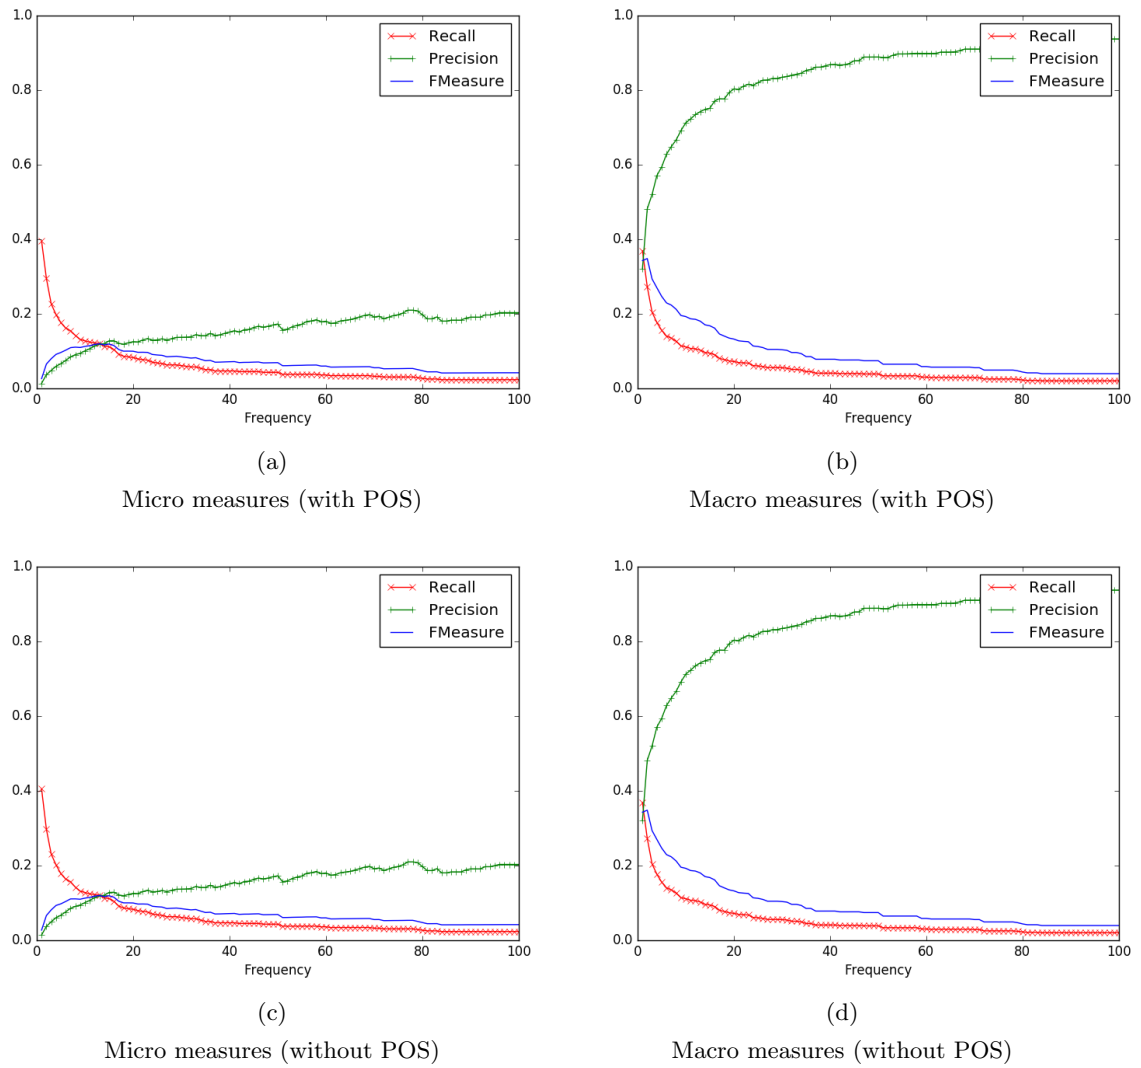 1.0
0.8
0.6
0.4
0.2
0.0
0 20 40 60 80 100
Frequency
Recall
Precision
FMeasure
(a)
Micro measures (with POS)
1.0
0.8
0.6
0.4
0.2
0.0
0 20 40 60 80 100
Frequency
Recall
Precision
FMeasure
(b)
Macro measures (with POS)
1.0
0.8
0.6
0.4
0.2
0.0
0 20 40 60 80 100
Frequency
Recall
Precision
FMeasure
(c)
Micro measures (without POS)
1.0
0.8
0.6
0.4
0.2
0.0
0 20 40 60 80 100
Frequency
Recall
Precision
FMeasure
(d)
Macro measures (without POS)